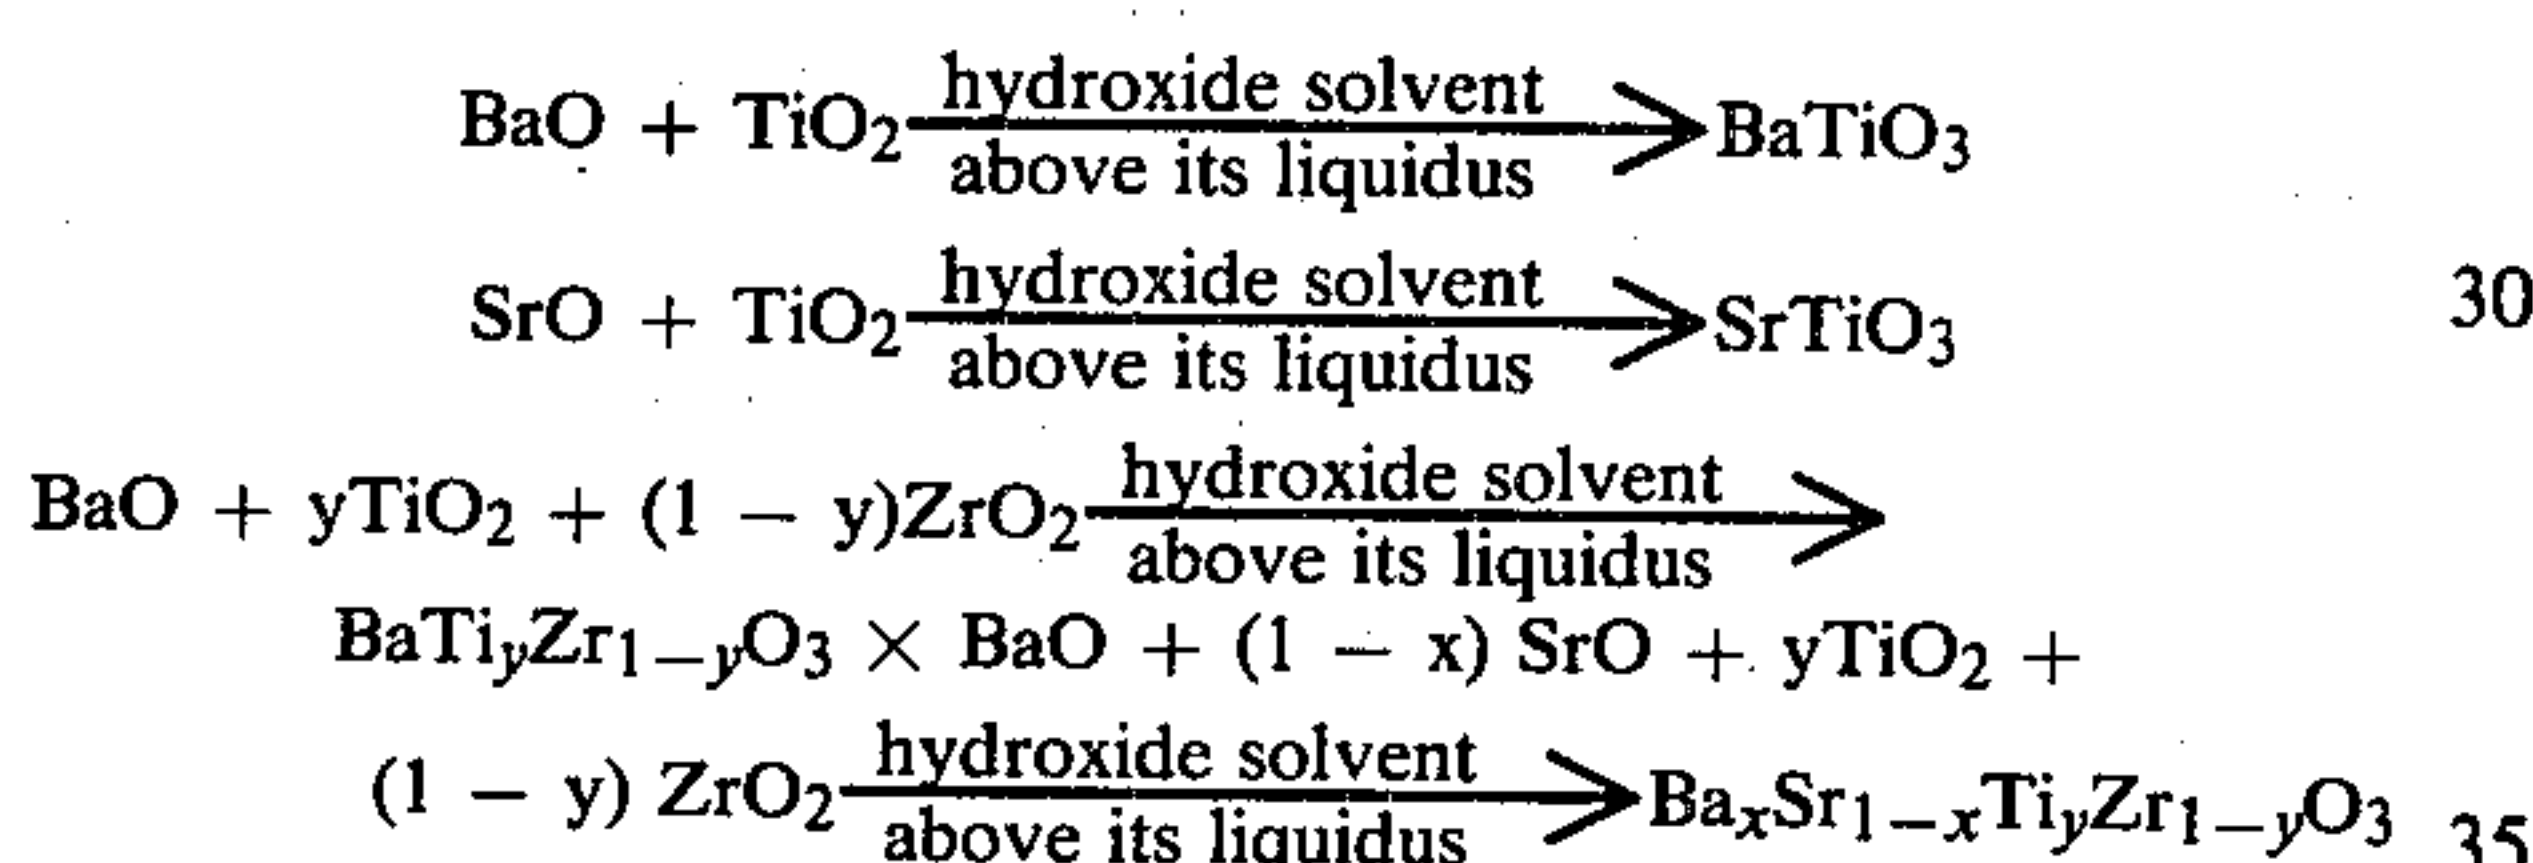 BaO + TiO₂ hydroxide solvent above its liquidus > BaTiO₃
SrO + TiO₂ hydroxide solvent above its liquidus > SrTiO₃ 30
BaO + yTiO₂ + (1 − y)ZrO₂ hydroxide solvent above its liquidus >
BaTiyZr₁₋yO₃ × BaO + (1 − x) SrO + yTiO₂ +
(1 − y) ZrO₂ hydroxide solvent above its liquidus > BaₓSr₁₋ₓTiyZr₁₋yO₃ 35